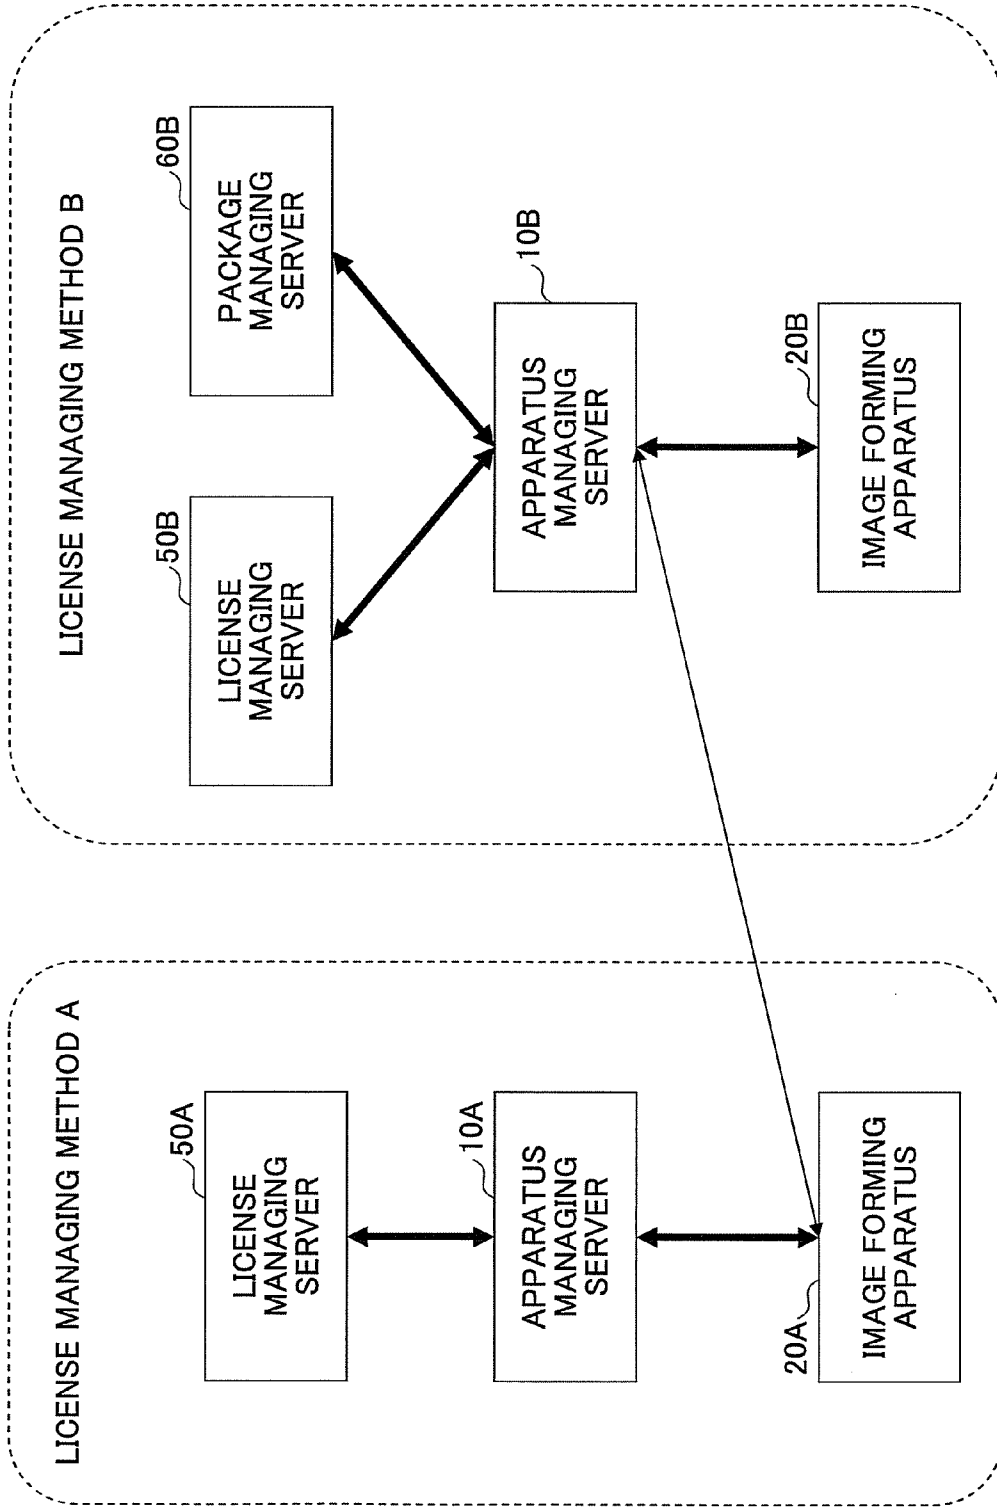 LICENSE MANAGING METHOD A
50A
LICENSE
MANAGING
SERVER
10A
APPARATUS
MANAGING
SERVER
20A
IMAGE FORMING
APPARATUS
LICENSE MANAGING METHOD B
50B
LICENSE
MANAGING
SERVER
60B
PACKAGE
MANAGING
SERVER
10B
APPARATUS
MANAGING
SERVER
20B
IMAGE FORMING
APPARATUS